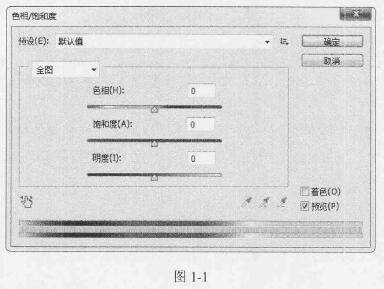 色相/饱和度
预设(E): 默认值
确定
取消
全图
色相(H): 0
饱和度(A): 0
明度(I): 0
着色(O)
预览(P)
图 1-1